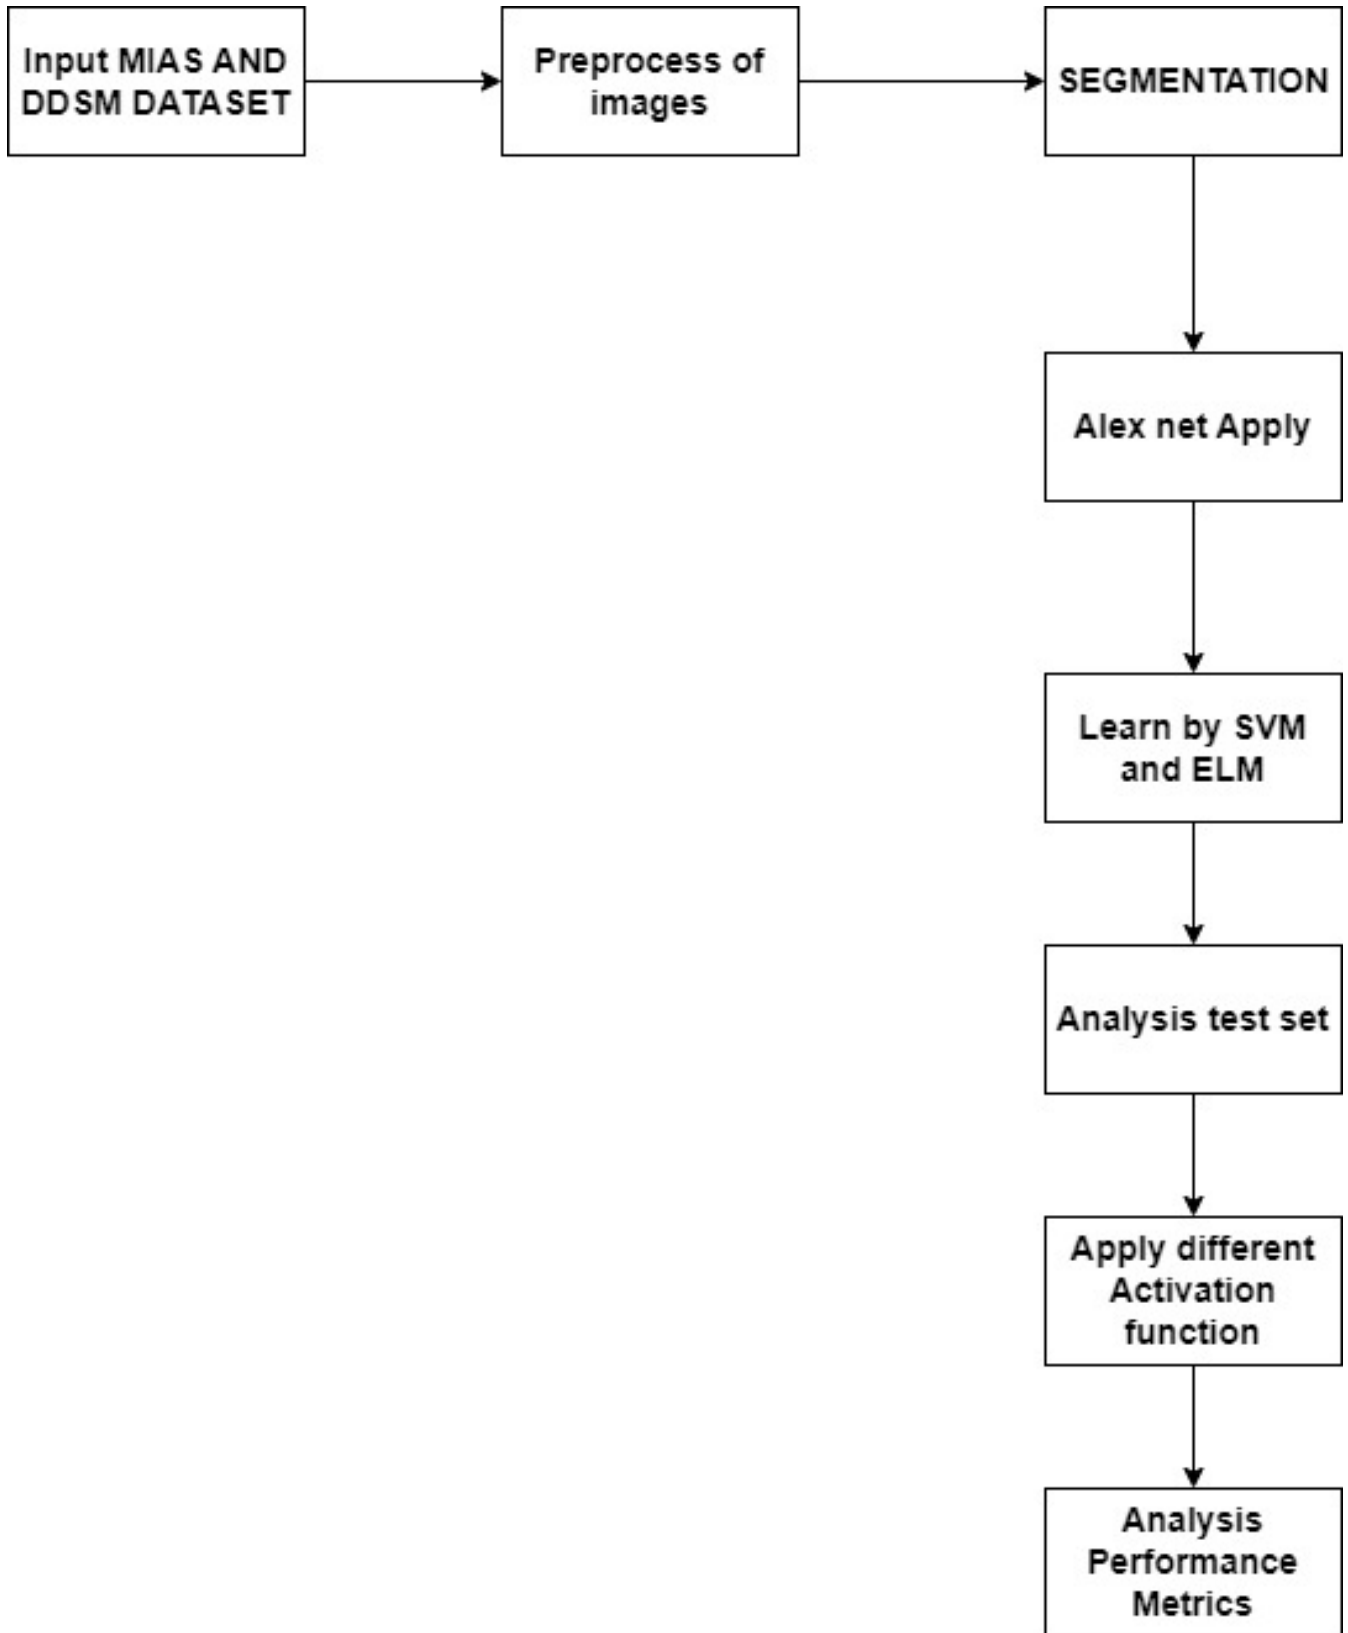 Input MIAS AND
DDSM DATASET
Preprocess of
images
SEGMENTATION
Alex net Apply
Learn by SVM
and ELM
Analysis test set
Apply different
Activation
function
Analysis
Performance
Metrics